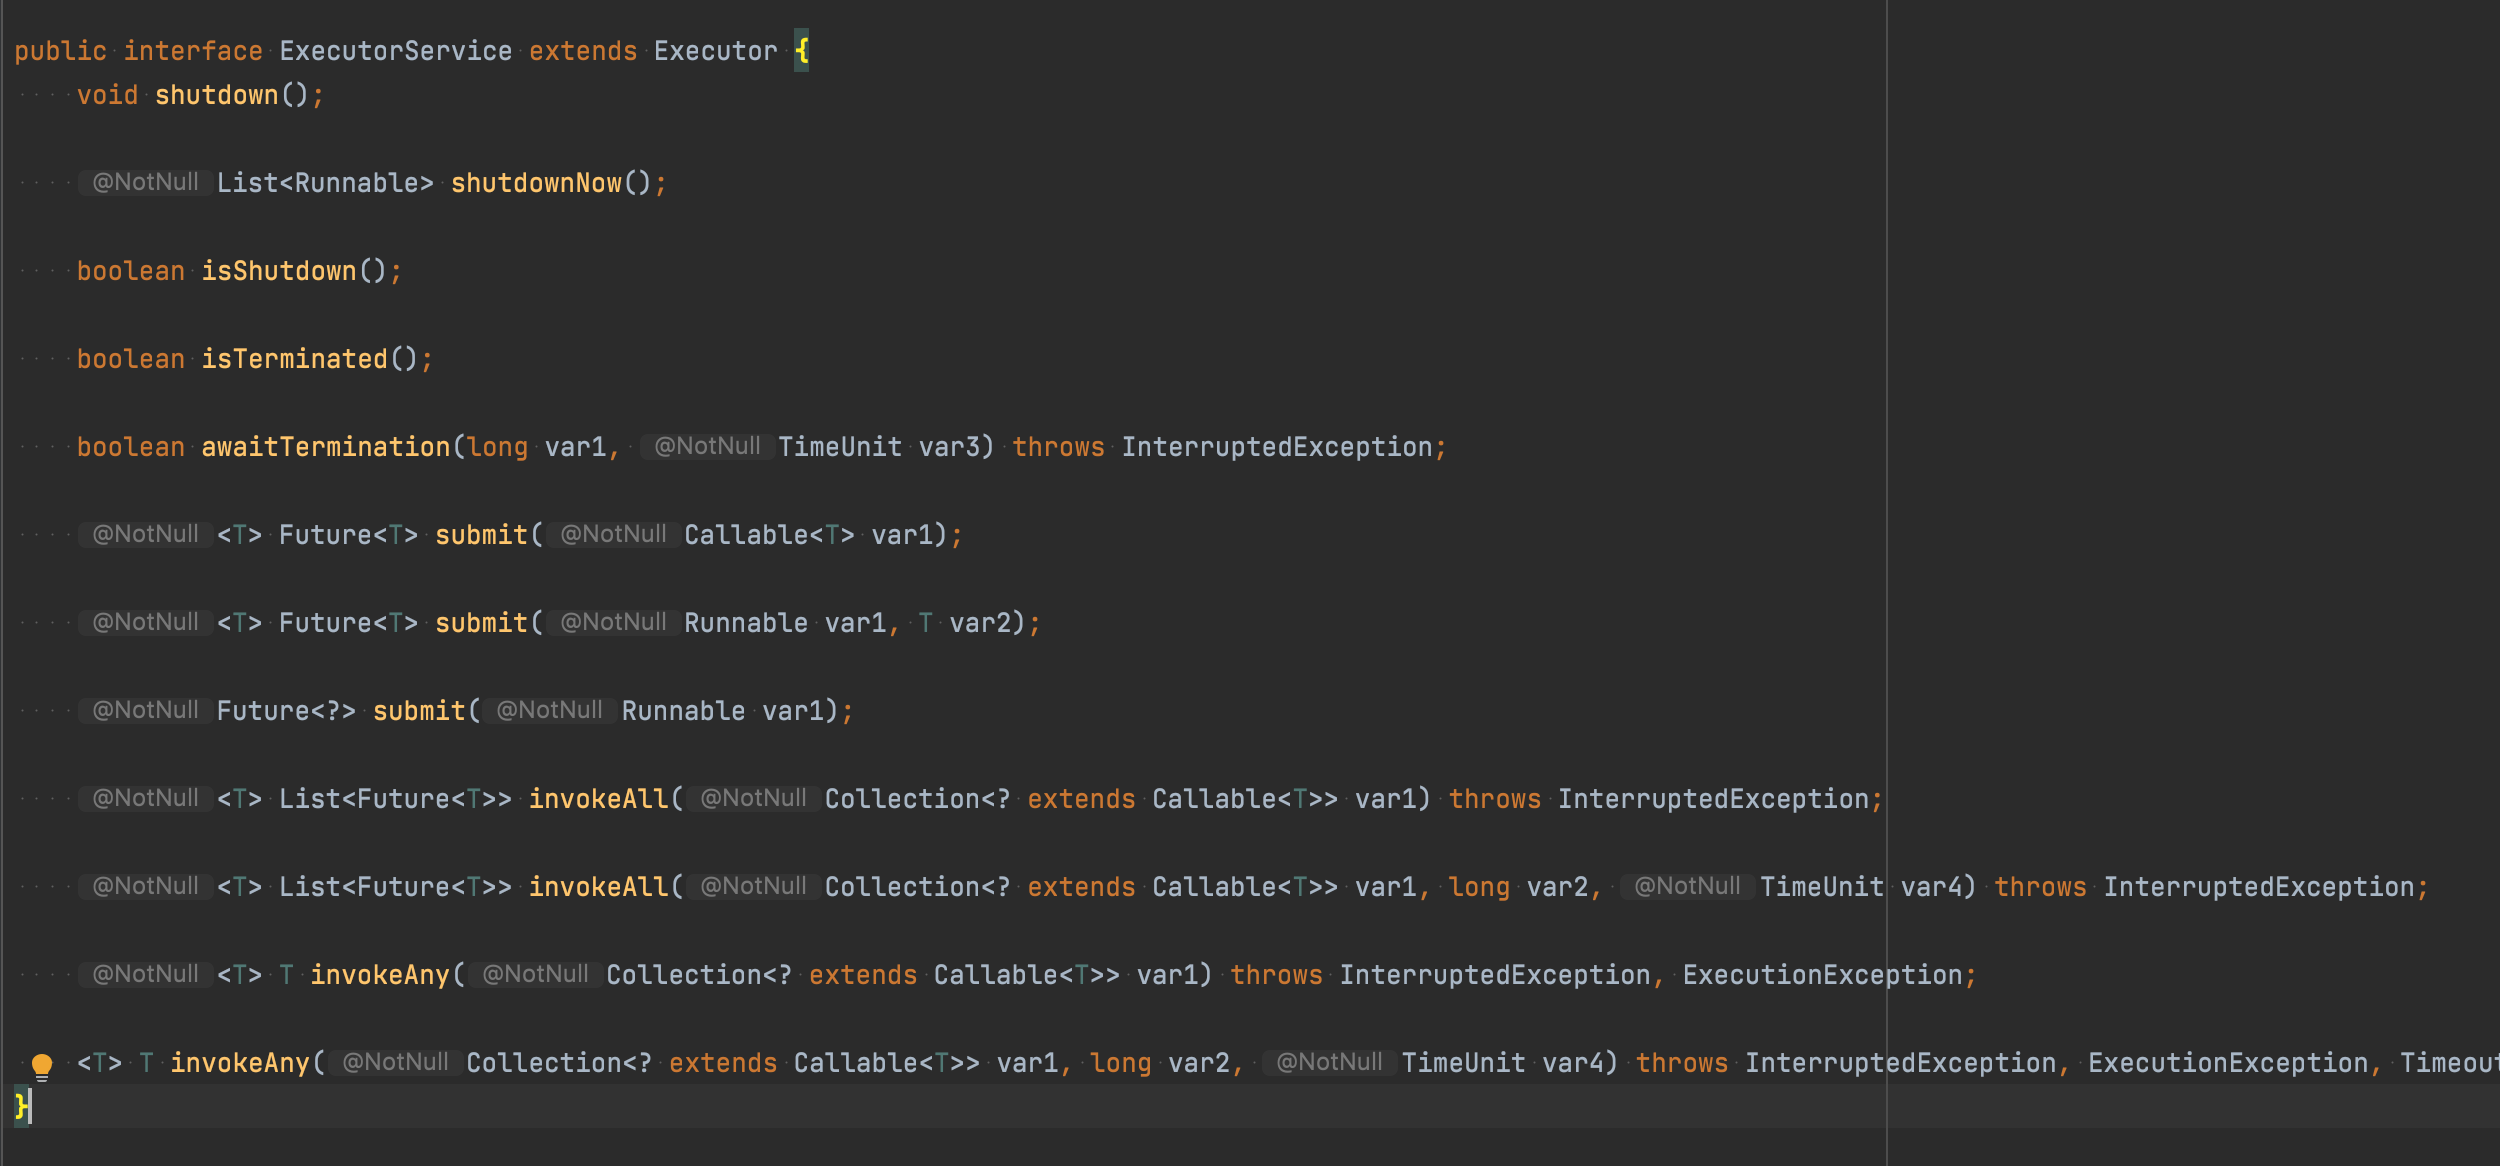 public interface ExecutorService extends Executor {
    void shutdown();
    @NotNull List<Runnable> shutdownNow();
    boolean isShutdown();
    boolean isTerminated();
    boolean awaitTermination(long var1, @NotNull TimeUnit var3) throws InterruptedException;
    @NotNull <T> Future<T> submit( @NotNull Callable<T> var1);
    @NotNull <T> Future<T> submit( @NotNull Runnable var1, T var2);
    @NotNull Future<?> submit( @NotNull Runnable var1);
    @NotNull <T> List<Future<T>> invokeAll( @NotNull Collection<? extends Callable<T>> var1) throws InterruptedException;
    @NotNull <T> List<Future<T>> invokeAll( @NotNull Collection<? extends Callable<T>> var1, long var2, @NotNull TimeUnit var4) throws InterruptedException;
    @NotNull <T> T invokeAny( @NotNull Collection<? extends Callable<T>> var1) throws InterruptedException, ExecutionException;
    <T> T invokeAny( @NotNull Collection<? extends Callable<T>> var1, long var2, @NotNull TimeUnit var4) throws InterruptedException, ExecutionException,
}